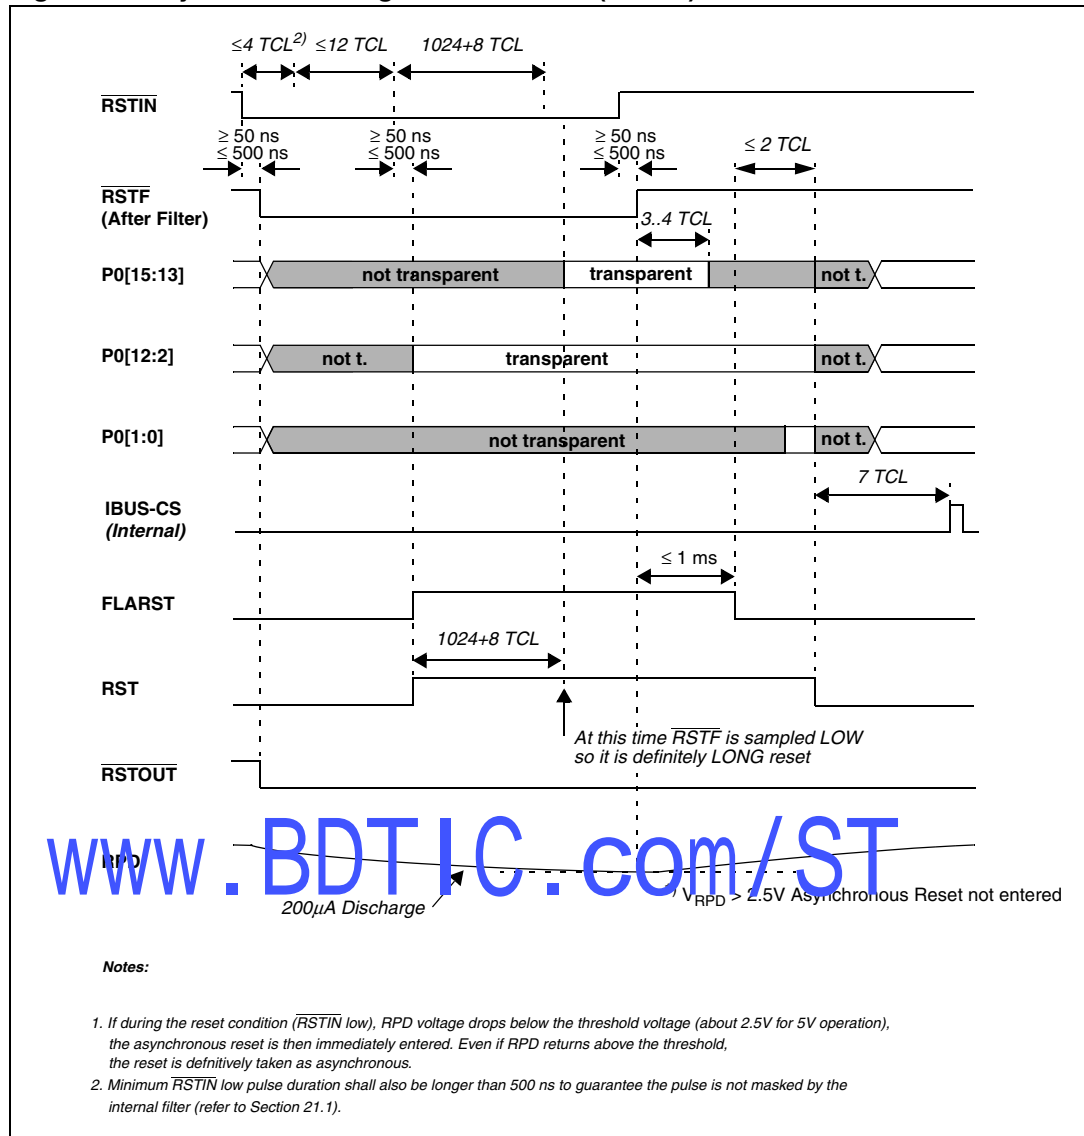 ≤4 TCL2) ≤12 TCL 1024+8 TCL
RSTIN
≥ 50 ns ≥ 50 ns ≥ 50 ns
≤ 500 ns ≤ 500 ns ≤ 500 ns ≤ 2 TCL
RSTF
(After Filter)
3..4 TCL
P0[15:13] not transparent transparent not t.
P0[12:2] not t. transparent not t.
P0[1:0] not transparent not t.
7 TCL
IBUS-CS
(Internal)
≤ 1 ms
FLARST
1024+8 TCL
RST
At this time RSTF is sampled LOW
so it is definitely LONG reset
RSTOUT
www.BDTIC.com/ST
RPD
200µA Discharge
VRPD > 2.5V Asynchronous Reset not entered
Notes:
1. If during the reset condition (RSTIN low), RPD voltage drops below the threshold voltage (about 2.5V for 5V operation),
the asynchronous reset is then immediately entered. Even if RPD returns above the threshold,
the reset is defnitively taken as asynchronous.
2. Minimum RSTIN low pulse duration shall also be longer than 500 ns to guarantee the pulse is not masked by the
internal filter (refer to Section 21.1).